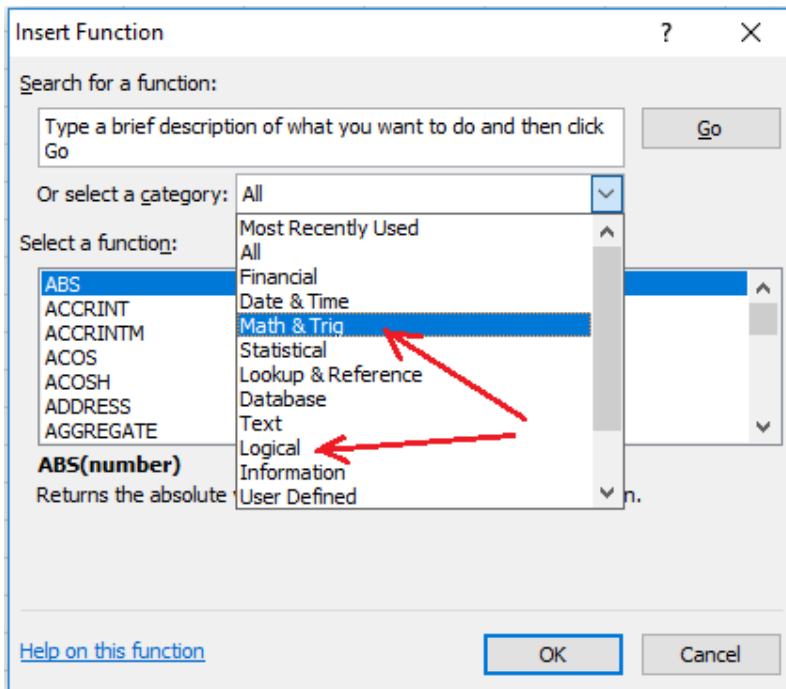 Insert Function
?
Search for a function:
Type a brief description of what you want to do and then click
Go
Go
Or select a category:
All
Most Recently Used
All
Financial
Date & Time
Math & Trig
Statistical
Lookup & Reference
Database
Text
Logical
Information
User Defined
Select a function:
ABS
ACCRINT
ACCRINTM
ACOS
ACOSH
ADDRESS
AGGREGATE
ABS(number)
Returns the absolute
n.
Help on this function
OK
Cancel